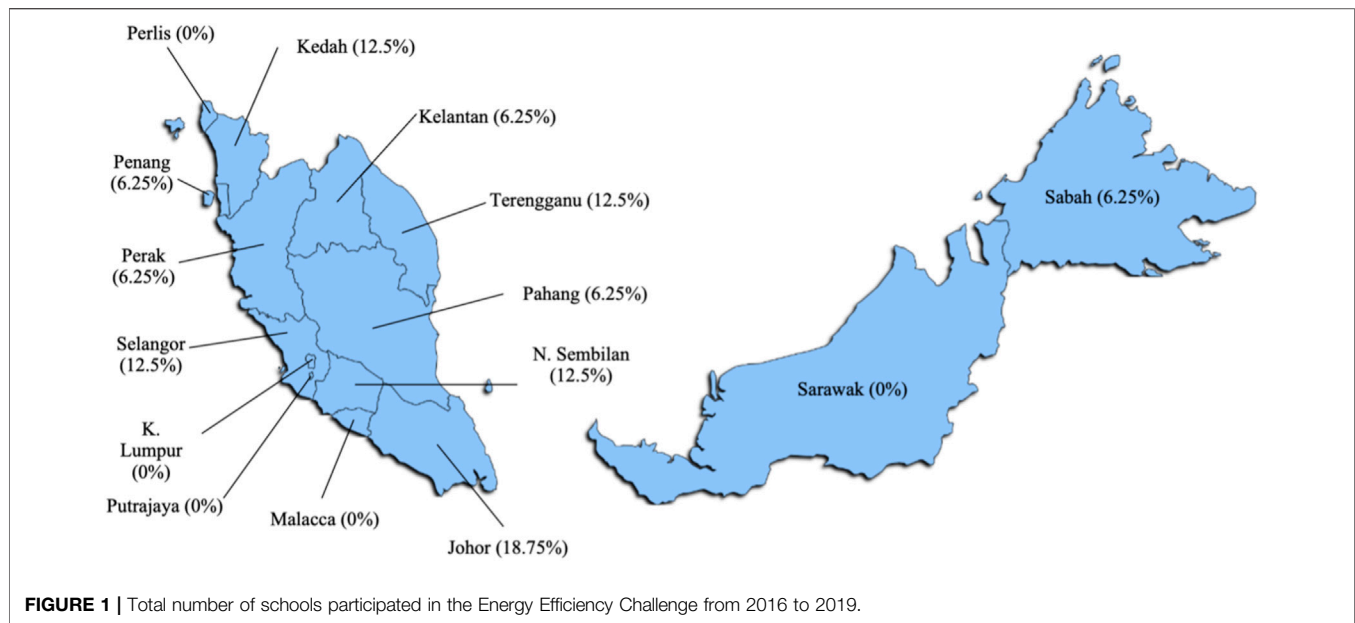 Perlis (0%)
Kedah (12.5%)
Kelantan (6.25%)
Penang
(6.25%)
Terengganu (12.5%)
Sabah (6.25%)
Perak
(6.25%)
Pahang (6.25%)
Selangor
(12.5%)
N. Sembilan
(12.5%)
Sarawak (0%)
K.
Lumpur
(0%)
Putrajaya (0%)
Malacca (0%)
Johor (18.75%)
FIGURE 1 | Total number of schools participated in the Energy Efficiency Challenge from 2016 to 2019.